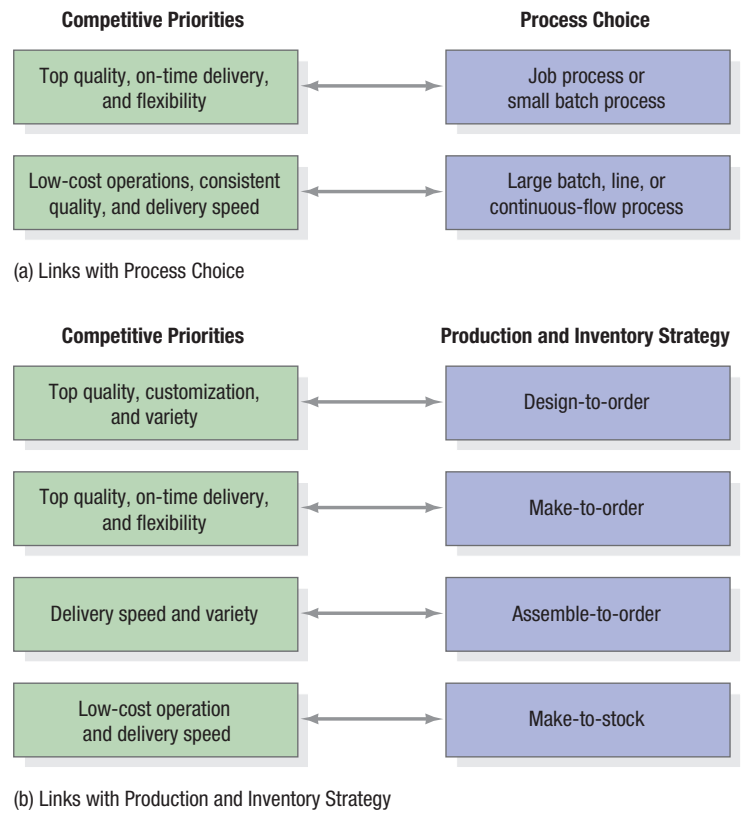 Competitive Priorities
Process Choice
Top quality, on-time delivery,
and flexibility
Job process or
small batch process
Low-cost operations, consistent
quality, and delivery speed
Large batch, line, or
continuous-flow process
(a) Links with Process Choice
Competitive Priorities
Production and Inventory Strategy
Top quality, customization,
and variety
Design-to-order
Top quality, on-time delivery,
and flexibility
Make-to-order
Delivery speed and variety
Assemble-to-order
Low-cost operation
and delivery speed
Make-to-stock
(b) Links with Production and Inventory Strategy